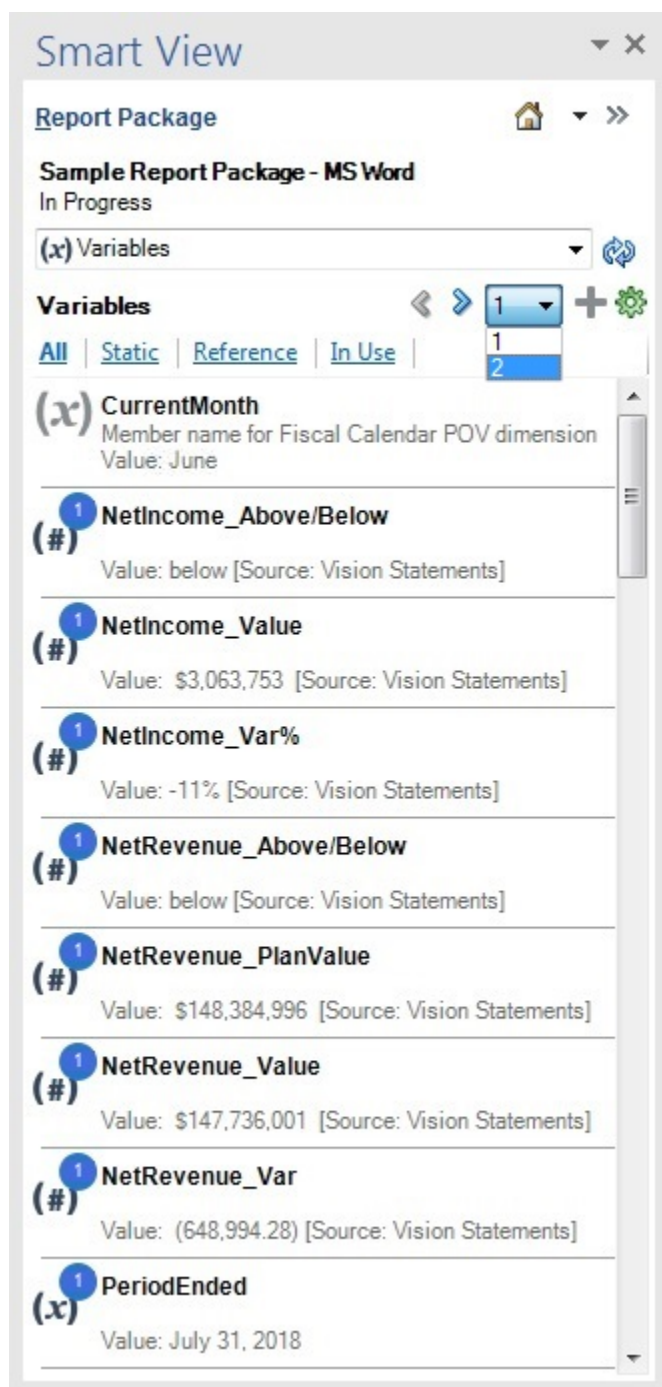 Smart View
Report Package
Sample Report Package - MS Word
In Progress
(x) Variables
Variables
1
1
2
All | Static | Reference | In Use |
(x) CurrentMonth
Member name for Fiscal Calendar POV dimension
Value: June
1
(#) NetIncome_Above/Below
Value: below [Source: Vision Statements]
1
(#) NetIncome_Value
Value: $3,063,753 [Source: Vision Statements]
1
(#) NetIncome_Var%
Value: -11% [Source: Vision Statements]
1
(#) NetRevenue_Above/Below
Value: below [Source: Vision Statements]
1
(#) NetRevenue_PlanValue
Value: $148,384,996 [Source: Vision Statements]
1
(#) NetRevenue_Value
Value: $147,736,001 [Source: Vision Statements]
1
(#) NetRevenue_Var
Value: (648,994.28) [Source: Vision Statements]
1
(x) PeriodEnded
Value: July 31, 2018